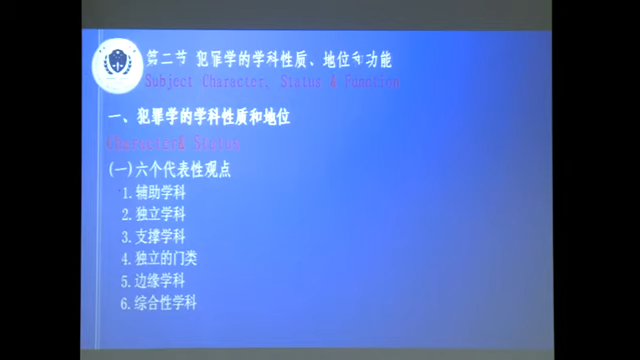 第二节 犯罪学的学科性质、地位和功能
Subject Character, Status & Function
一、犯罪学的学科性质和地位
Character& Status
(一)六个代表性观点
1.辅助学科
2.独立学科
3.支撑学科
4.独立的门类
5.边缘学科
6.综合性学科